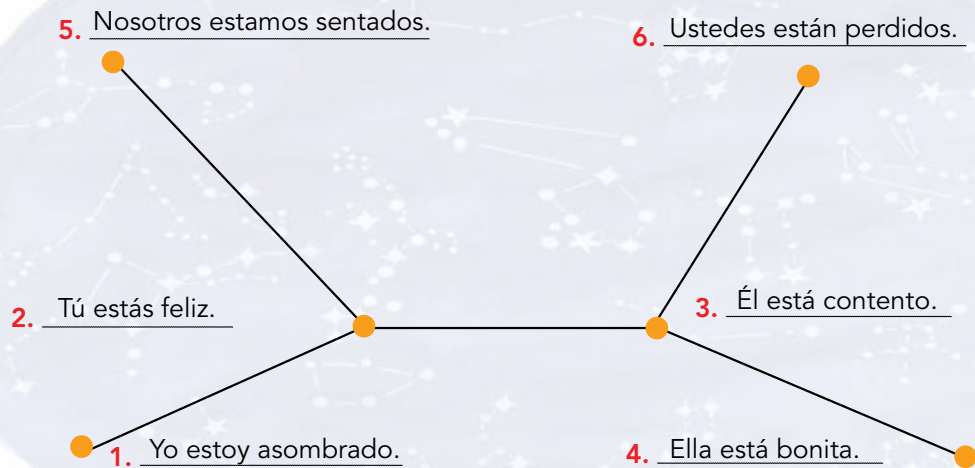 5. Nosotros estamos sentados.
6. Ustedes están perdidos.
2. Tú estás feliz.
3. Él está contento.
1. Yo estoy asombrado.
4. Ella está bonita.